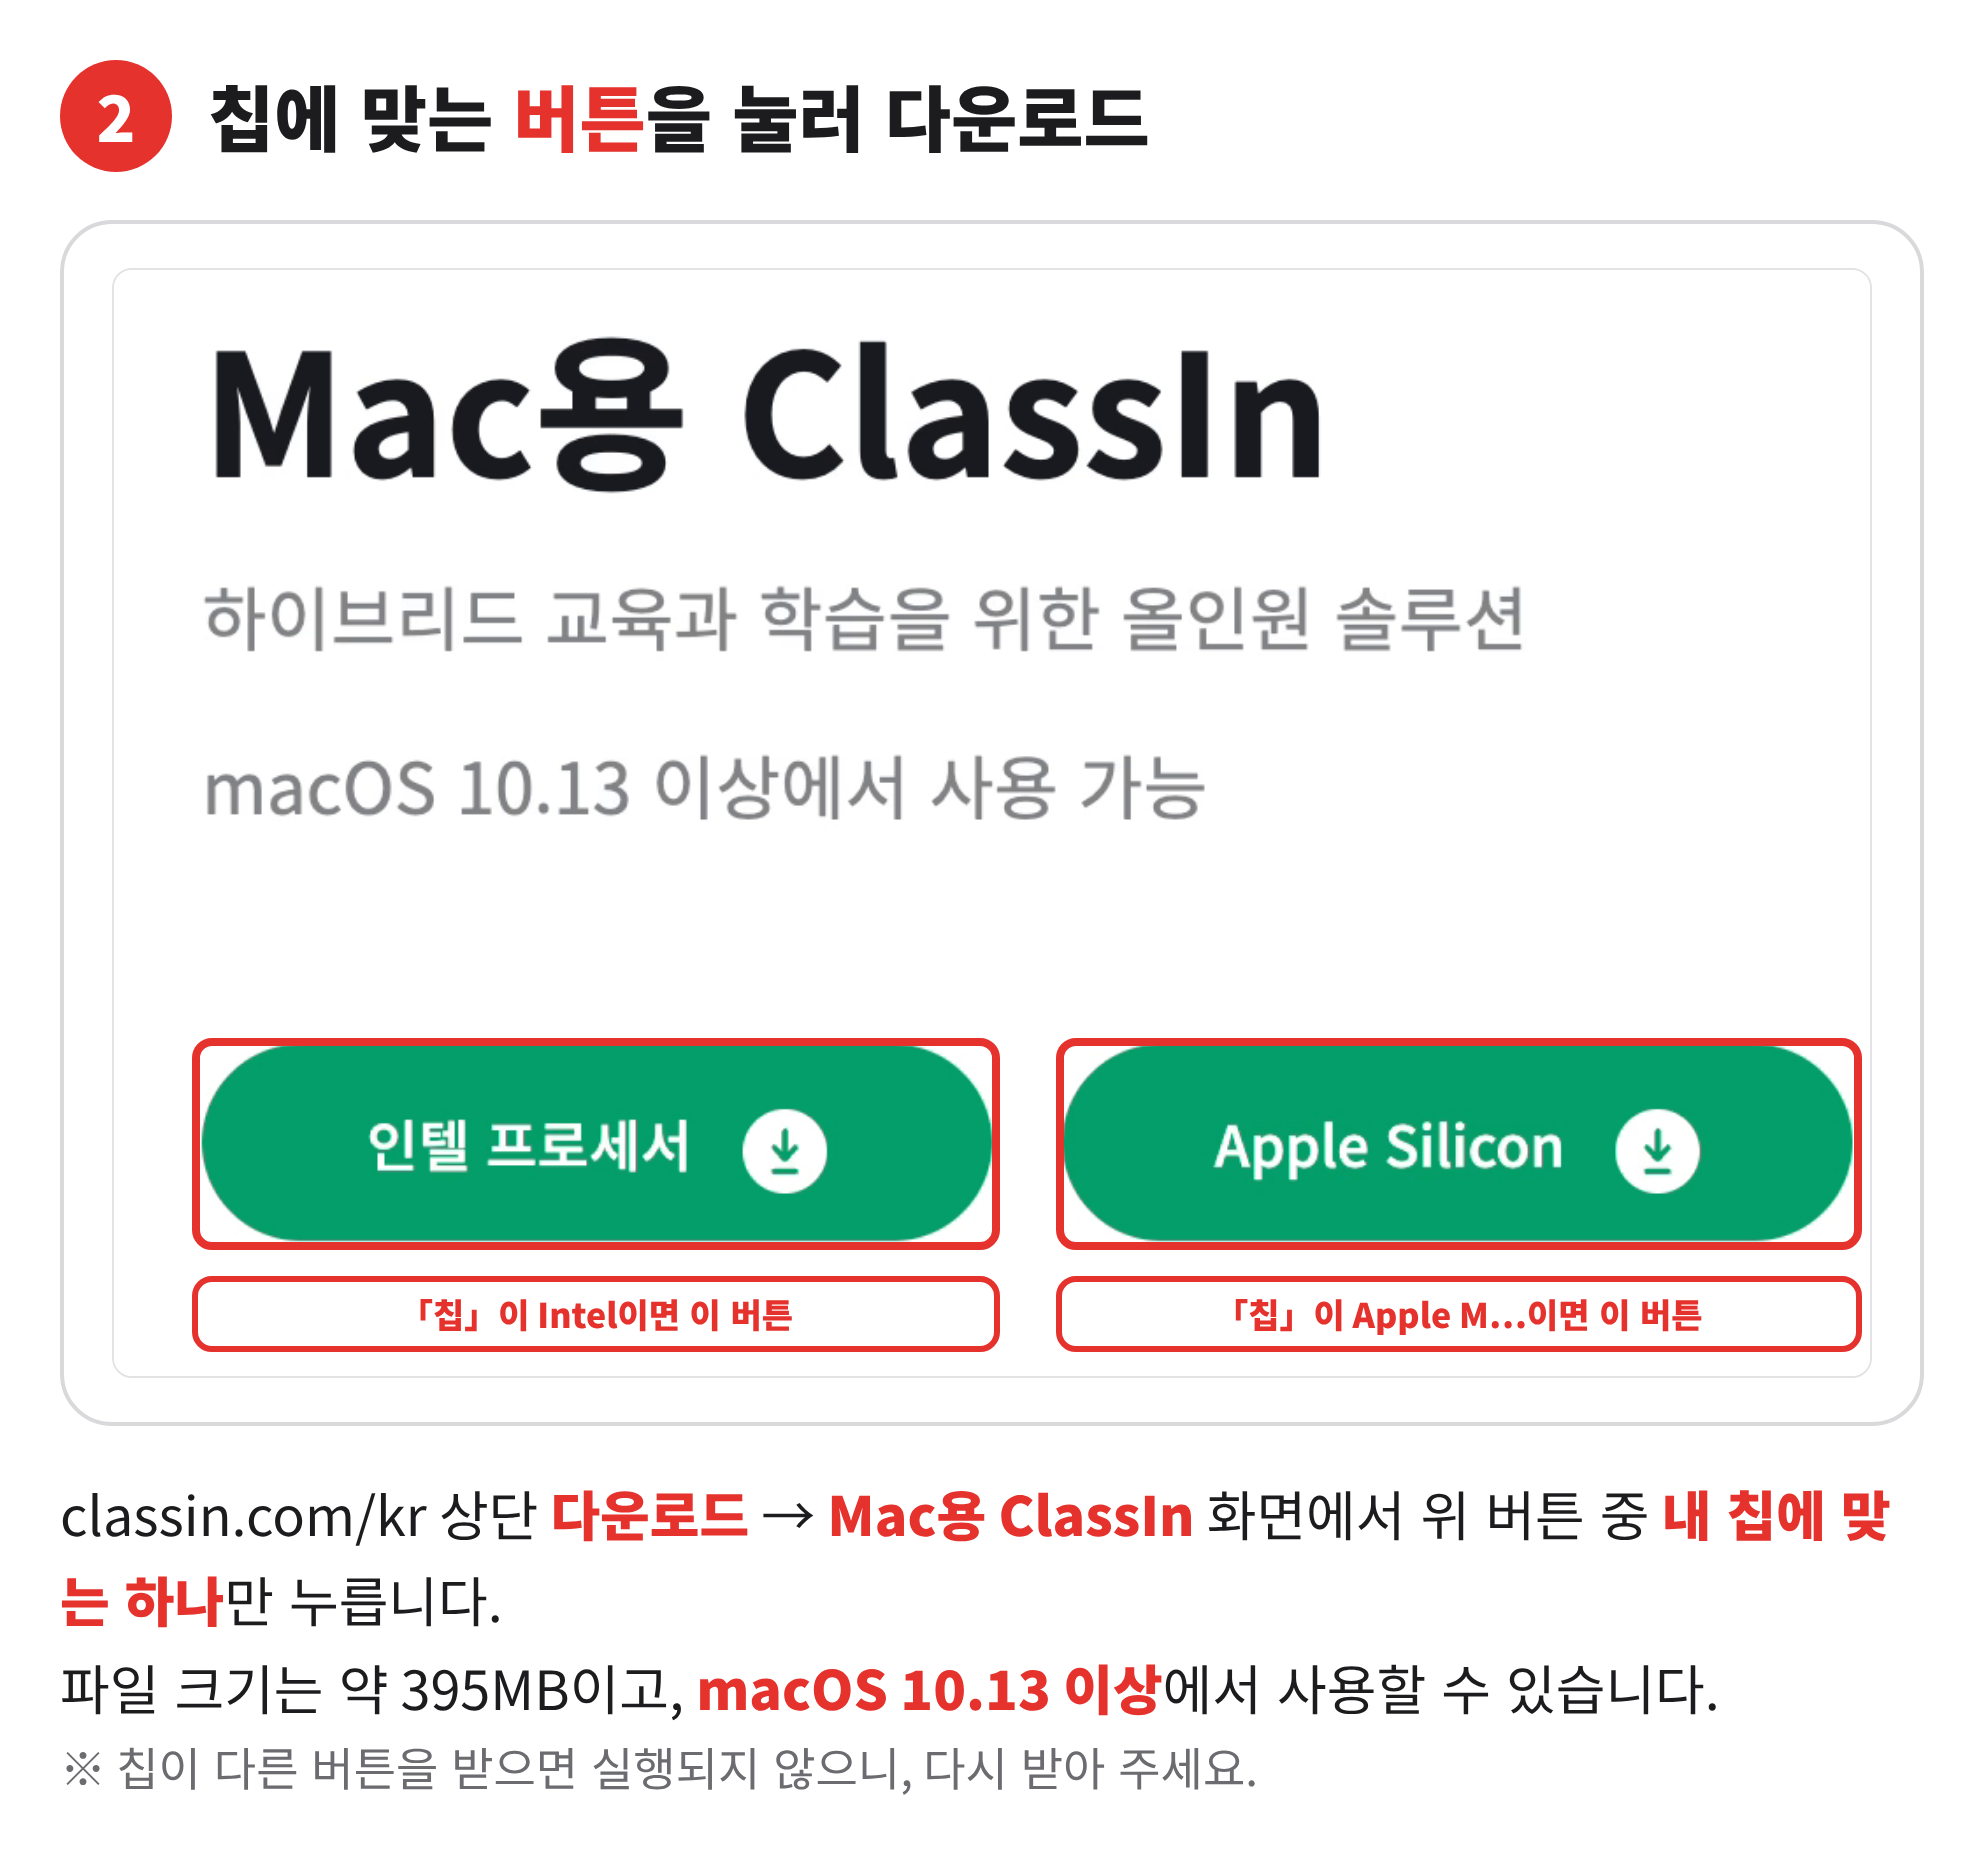 2 칩에 맞는 버튼을 눌러 다운로드
Mac용 ClassIn
하이브리드 교육과 학습을 위한 올인원 솔루션
macOS 10.13 이상에서 사용 가능
인텔 프로세서
Apple Silicon
「칩」이 Intel이면 이 버튼
「칩」이 Apple M…이면 이 버튼
classin.com/kr 상단 다운로드 → Mac용 ClassIn 화면에서 위 버튼 중 내 칩에 맞
는 하나만 누릅니다.
파일 크기는 약 395MB이고, macOS 10.13 이상에서 사용할 수 있습니다.
※ 칩이 다른 버튼을 받으면 실행되지 않으니, 다시 받아 주세요.